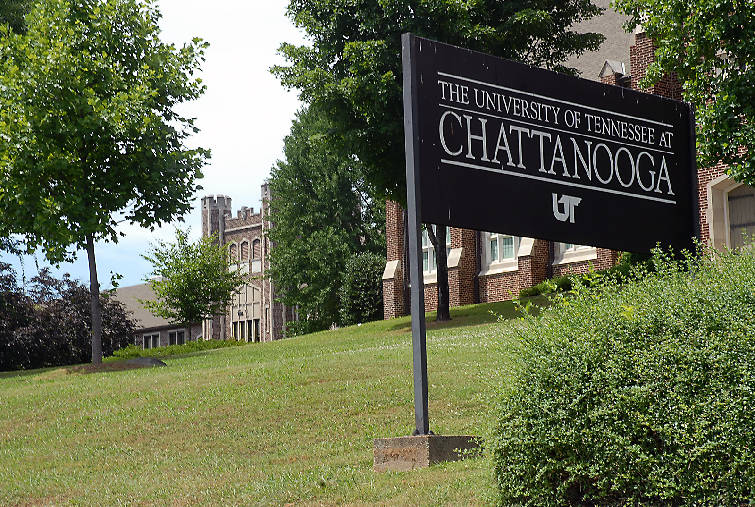 THE UNIVERSITY OF TENNESSEE AT
CHATTANOOGA
UT